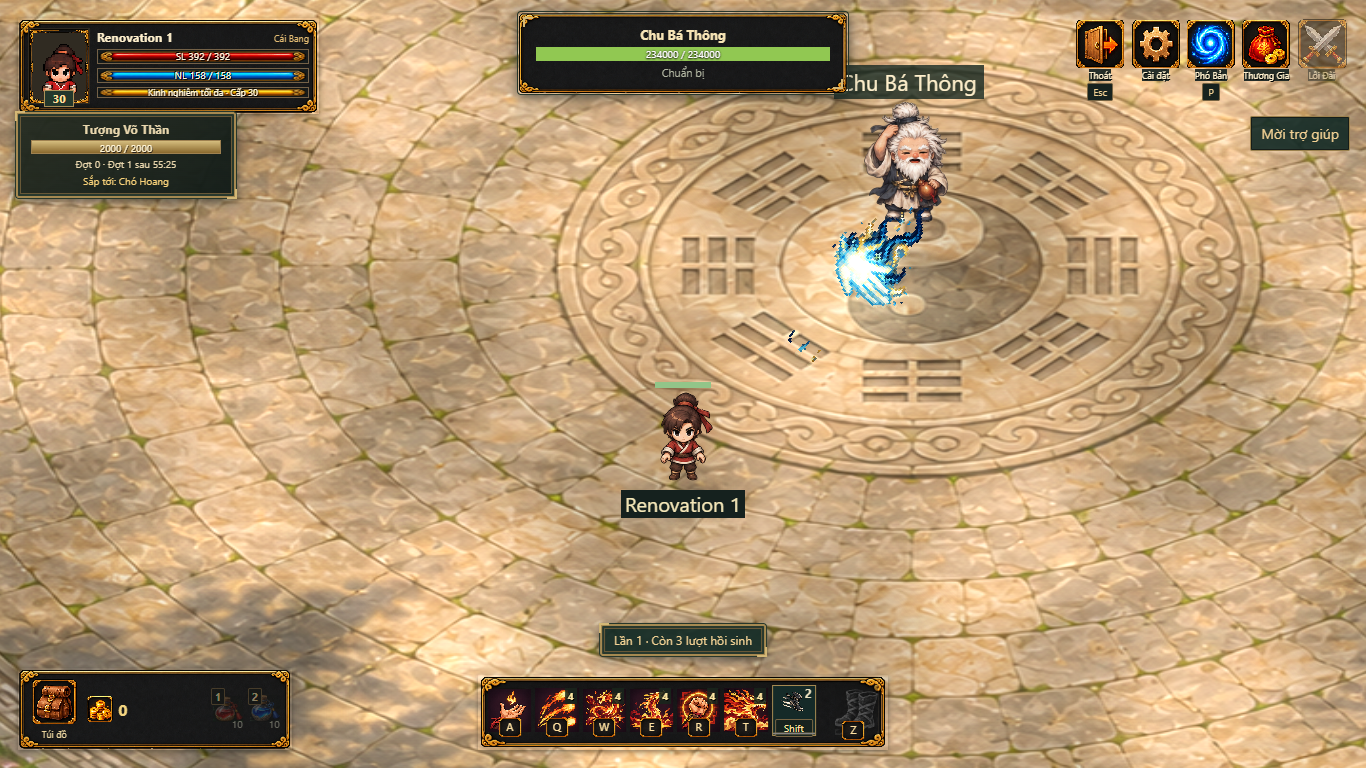 Renovation 1
Cái Bang
SL 392 / 392
NL 158 / 158
Kinh nghiệm tối đa · Cấp 30
30
Tượng Võ Thần
2000 / 2000
Đợt 0 · Đợt 1 sau 55:25
Sắp tới: Chó Hoang
Chu Bá Thông
234000 / 234000
Chuẩn bị
Chu Bá Thông
Thoát
Cài đặt
Phó Bản
Thương Gia
Lôi Đài
Esc
P
Mời trợ giúp
Renovation 1
Lần 1 · Còn 3 lượt hồi sinh
Túi đồ
0
1
10
2
10
A
4
Q
4
W
4
E
4
R
4
T
2
Shift
Z